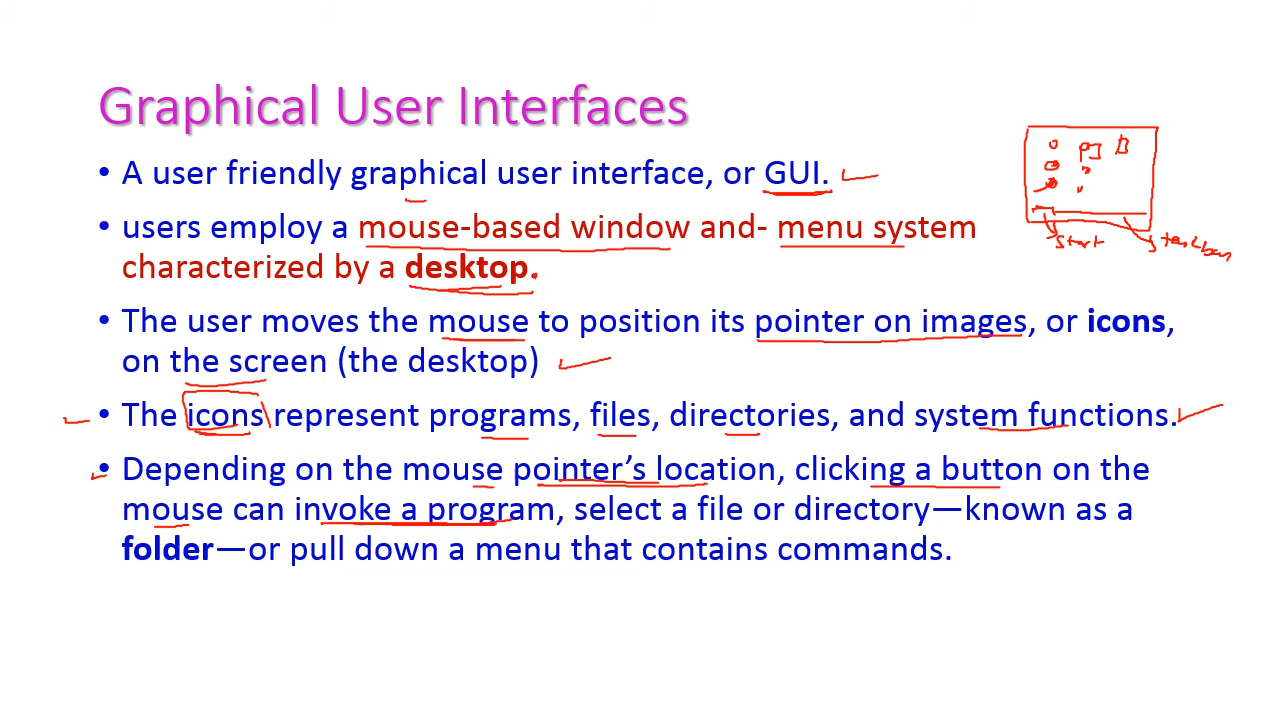 Graphical User Interfaces
• A user friendly graphical user interface, or GUI.
• users employ a mouse-based window and- menu system
characterized by a desktop.
• The user moves the mouse to position its pointer on images, or icons,
on the screen (the desktop)
• The icons represent programs, files, directories, and system functions.
• Depending on the mouse pointer’s location, clicking a button on the
mouse can invoke a program, select a file or directory—known as a
folder—or pull down a menu that contains commands.
start
taskbar